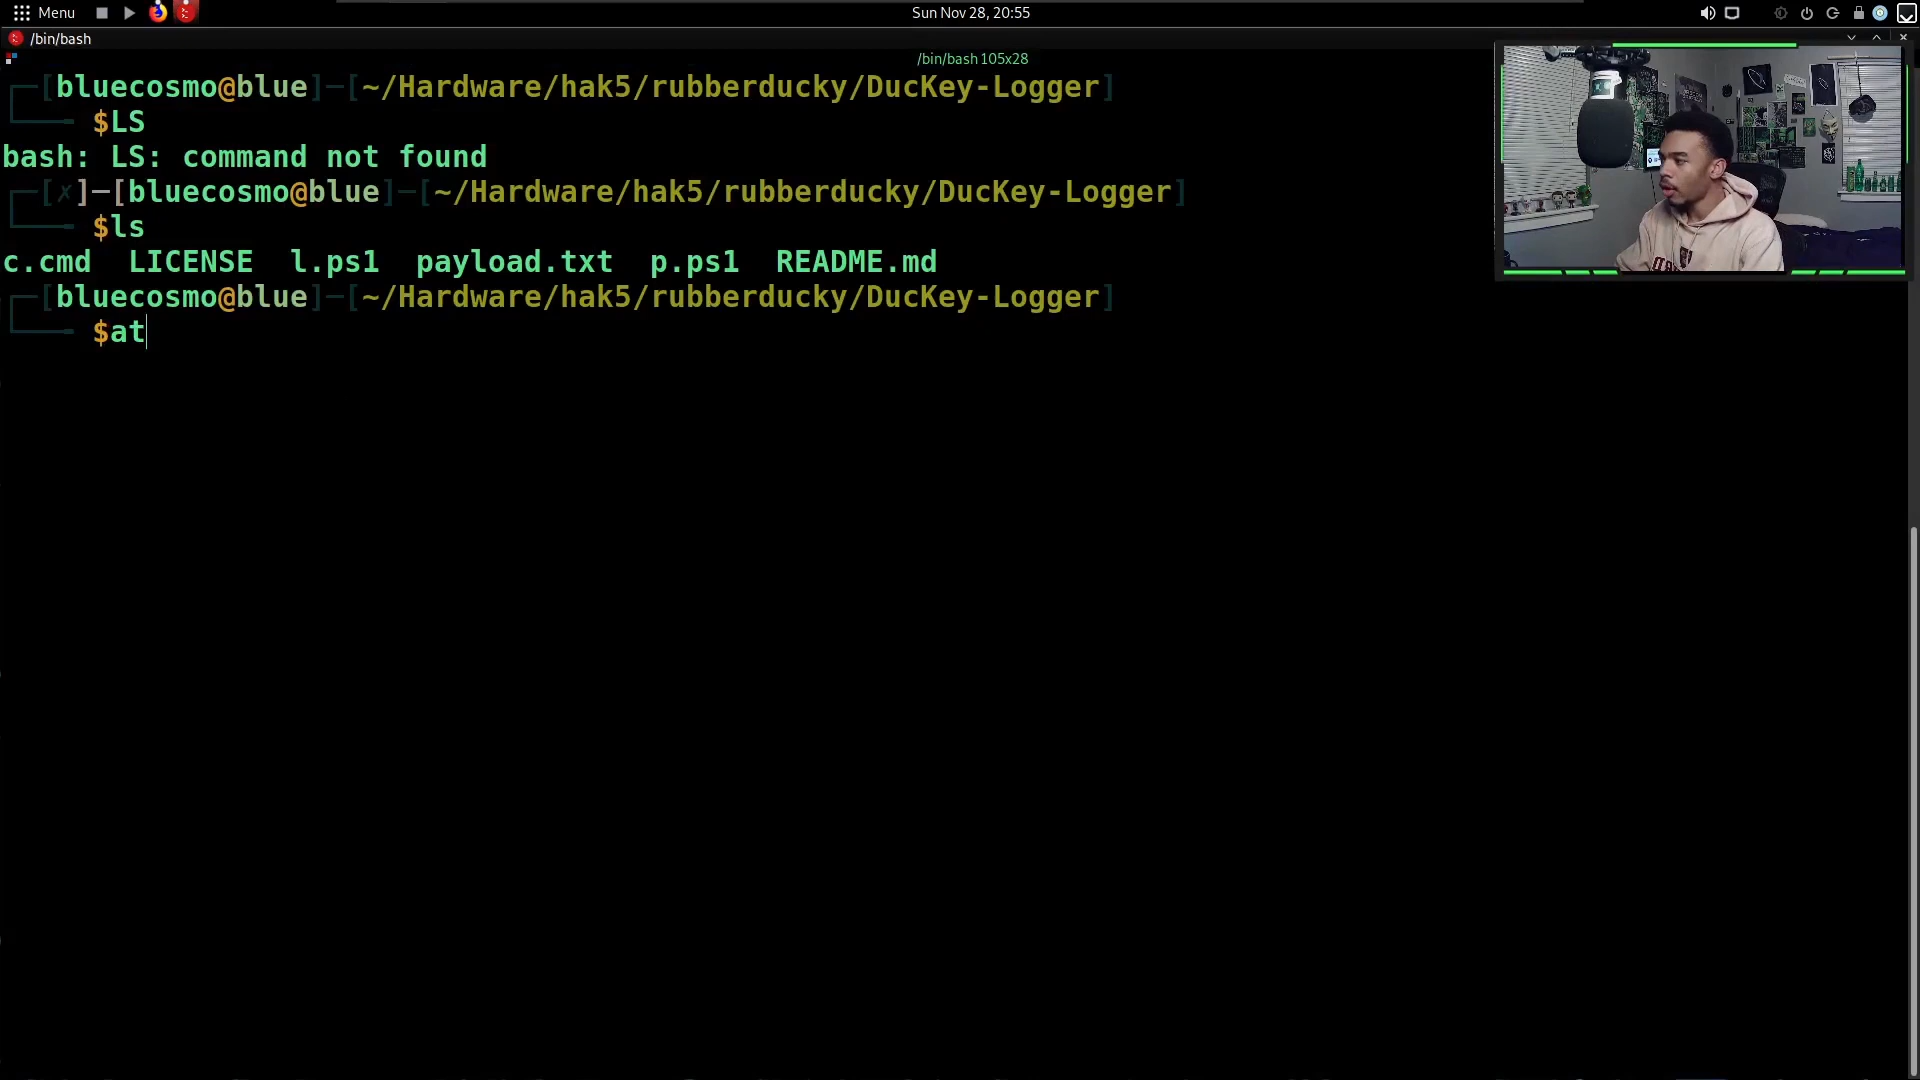 Menu
Sun Nov 28, 20:55
/bin/bash
/bin/bash 105x28
[bluecosmo@blue]─[~/Hardware/hak5/rubberducky/DucKey-Logger]
$LS
bash: LS: command not found
[✗]─[bluecosmo@blue]─[~/Hardware/hak5/rubberducky/DucKey-Logger]
$ls
c.cmd  LICENSE  l.ps1  payload.txt  p.ps1  README.md
[bluecosmo@blue]─[~/Hardware/hak5/rubberducky/DucKey-Logger]
$at